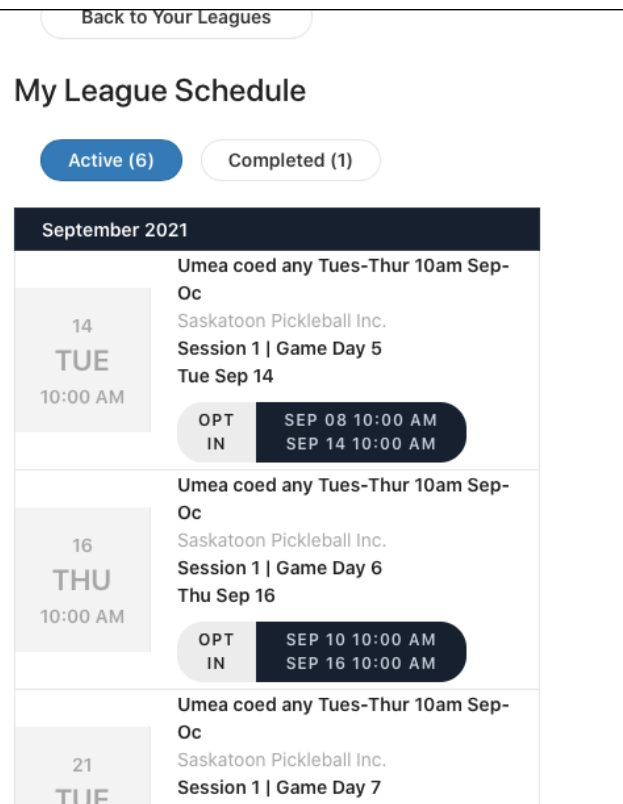 Back to Your Leagues
My League Schedule
Active (6)
Completed (1)
September 2021
14
TUE
10:00 AM
Umea coed any Tues-Thur 10am Sep-
Oc
Saskatoon Pickleball Inc.
Session 1 | Game Day 5
Tue Sep 14
OPT
IN
SEP 08 10:00 AM
SEP 14 10:00 AM
16
THU
10:00 AM
Umea coed any Tues-Thur 10am Sep-
Oc
Saskatoon Pickleball Inc.
Session 1 | Game Day 6
Thu Sep 16
OPT
IN
SEP 10 10:00 AM
SEP 16 10:00 AM
21
TUE
Umea coed any Tues-Thur 10am Sep-
Oc
Saskatoon Pickleball Inc.
Session 1 | Game Day 7